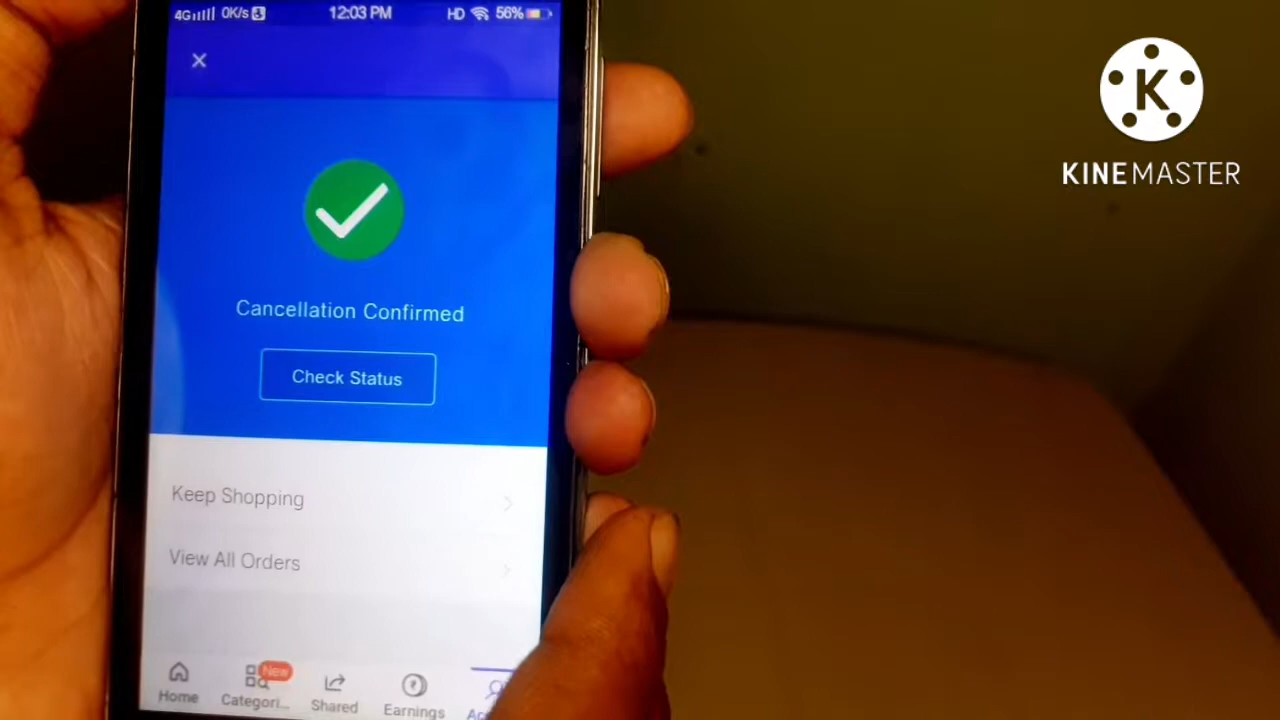 4G 0K/s 12:03 PM HD 56%
×
K
KINEMASTER
Cancellation Confirmed
Check Status
Keep Shopping
View All Orders
New
Home Categori... Shared Earnings